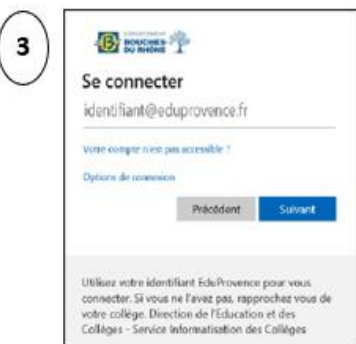 3
DÉPARTEMENT
BOUCHES
DU RHÔNE
Se connecter
identifiant@eduprovence.fr
Votre compte n'est pas accessible ?
Options de connexion
Précédent Suivant
Utilisez votre identifiant EduProvence pour vous
connecter. Si vous ne l'avez pas, rapprochez vous de
votre collège. Direction de l'Education et des
Collèges - Service Informatisation des Collèges